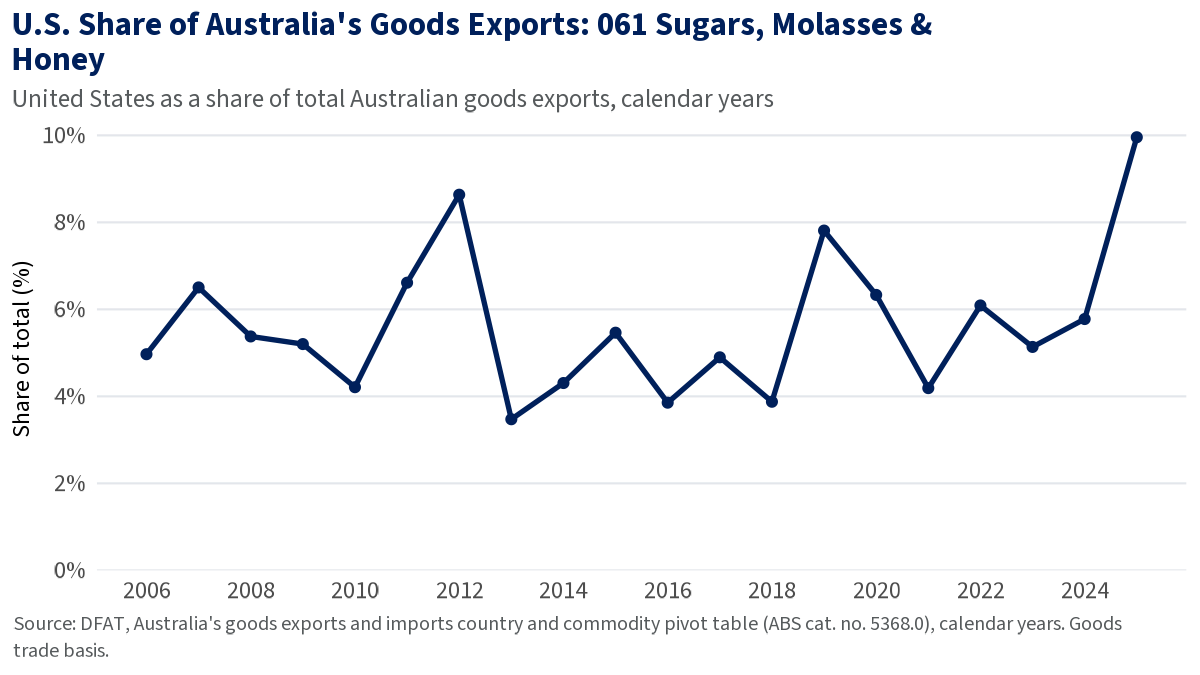 U.S. Share of Australia's Goods Exports: 061 Sugars, Molasses &
Honey
United States as a share of total Australian goods exports, calendar years
Share of total (%)
10%
8%
6%
4%
2%
0%
2006 2008 2010 2012 2014 2016 2018 2020 2022 2024
Source: DFAT, Australia's goods exports and imports country and commodity pivot table (ABS cat. no. 5368.0), calendar years. Goods
trade basis.